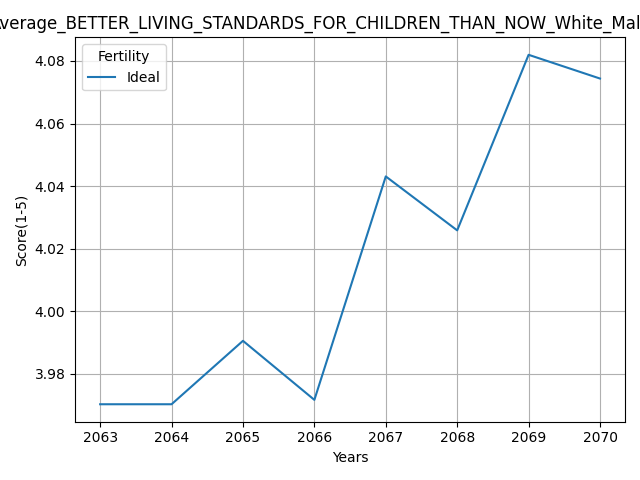 verage_BETTER_LIVING_STANDARDS_FOR_CHILDREN_THAN_NOW_White_Mal
Fertility
Ideal
4.08
4.06
4.04
4.02
4.00
3.98
Score(1-5)
2063 2064 2065 2066 2067 2068 2069 2070
Years